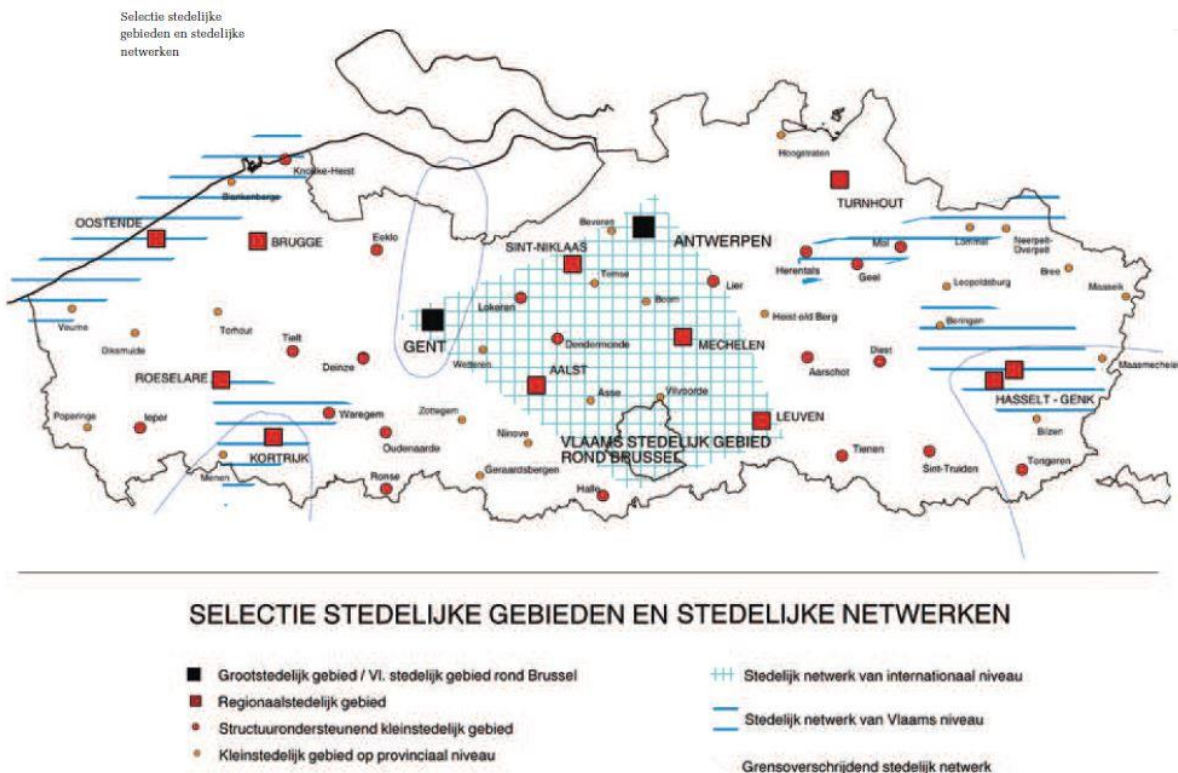 Selectie stedelijke
gebieden en stedelijke
netwerken
Hoogstraten
Knokke-Heist
Blankenberge
TURNHOUT
OOSTENDE
BRUGGE
Eeklo
Beveren
SINT-NIKLAAS
ANTWERPEN
Mol
Lommel
Neerpelt-
Overpelt
Herentals
Geel
Bree
Temse
Lier
Leopoldsburg
Maaseik
Lokeren
Boom
Veurne
Torhout
Heist o/d Berg
Beringen
Diksmuide
Tielt
GENT
Wetteren
Dendermonde
MECHELEN
Deinze
Aarschot
Diest
Maasmechelen
ROESELARE
AALST
Asse
Vilvoorde
HASSELT - GENK
Poperinge
Ieper
Waregem
Zottegem
LEUVEN
Bilzen
Oudenaarde
Ninove
VLAAMS STEDELIJK GEBIED
ROND BRUSSEL
KORTRIJK
Menen
Ronse
Geraardsbergen
Halle
Tienen
Sint-Truiden
Tongeren
SELECTIE STEDELIJKE GEBIEDEN EN STEDELIJKE NETWERKEN
Grootstedelijk gebied / Vl. stedelijk gebied rond Brussel
Regionaalstedelijk gebied
Structuurondersteunend kleinstedelijk gebied
Kleinstedelijk gebied op provinciaal niveau
Stedelijk netwerk van internationaal niveau
Stedelijk netwerk van Vlaams niveau
Grensoverschrijdend stedelijk netwerk